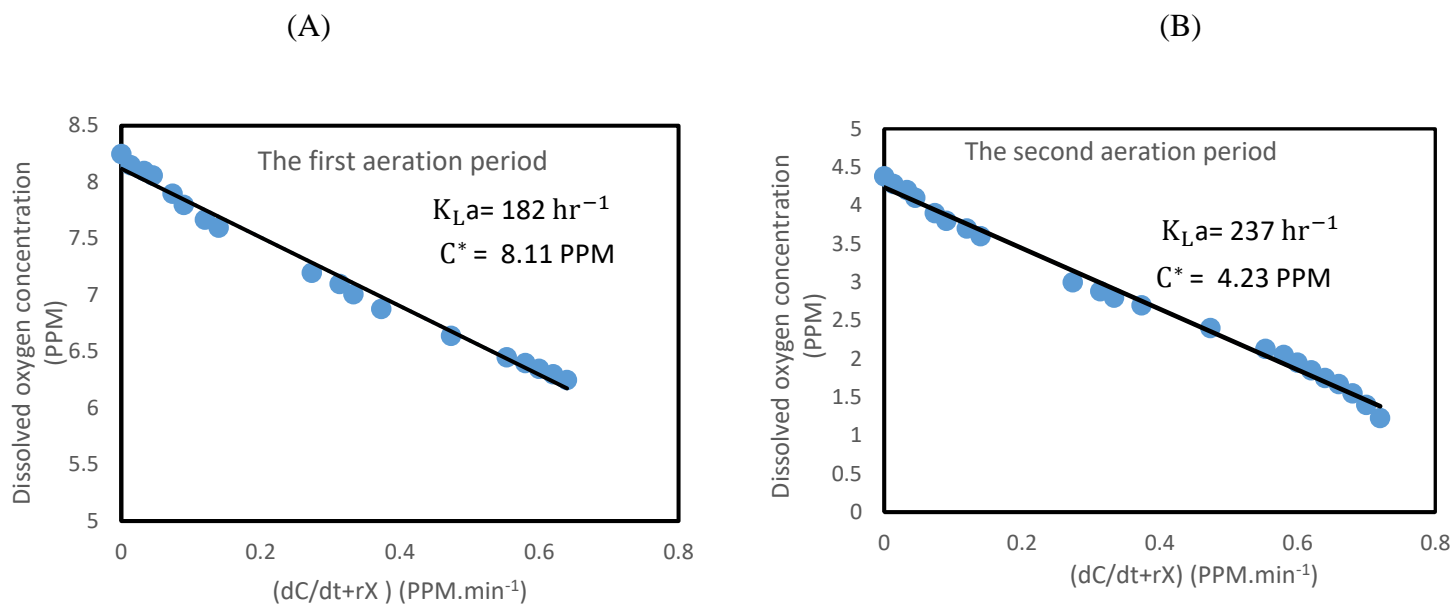 (A)
8.5
8
7.5
7
6.5
6
5.5
5
0
0.2
0.4
0.6
0.8
Dissolved oxygen concentration
(PPM)
The first aeration period
K_La= 182 hr⁻¹
C* = 8.11 PPM
(dC/dt+rX ) (PPM.min⁻¹)
(B)
5
4.5
4
3.5
3
2.5
2
1.5
1
0.5
0
0
0.2
0.4
0.6
0.8
Dissolved oxygen concentration
(PPM)
The second aeration period
K_La= 237 hr⁻¹
C* = 4.23 PPM
(dC/dt+rX) (PPM.min⁻¹)